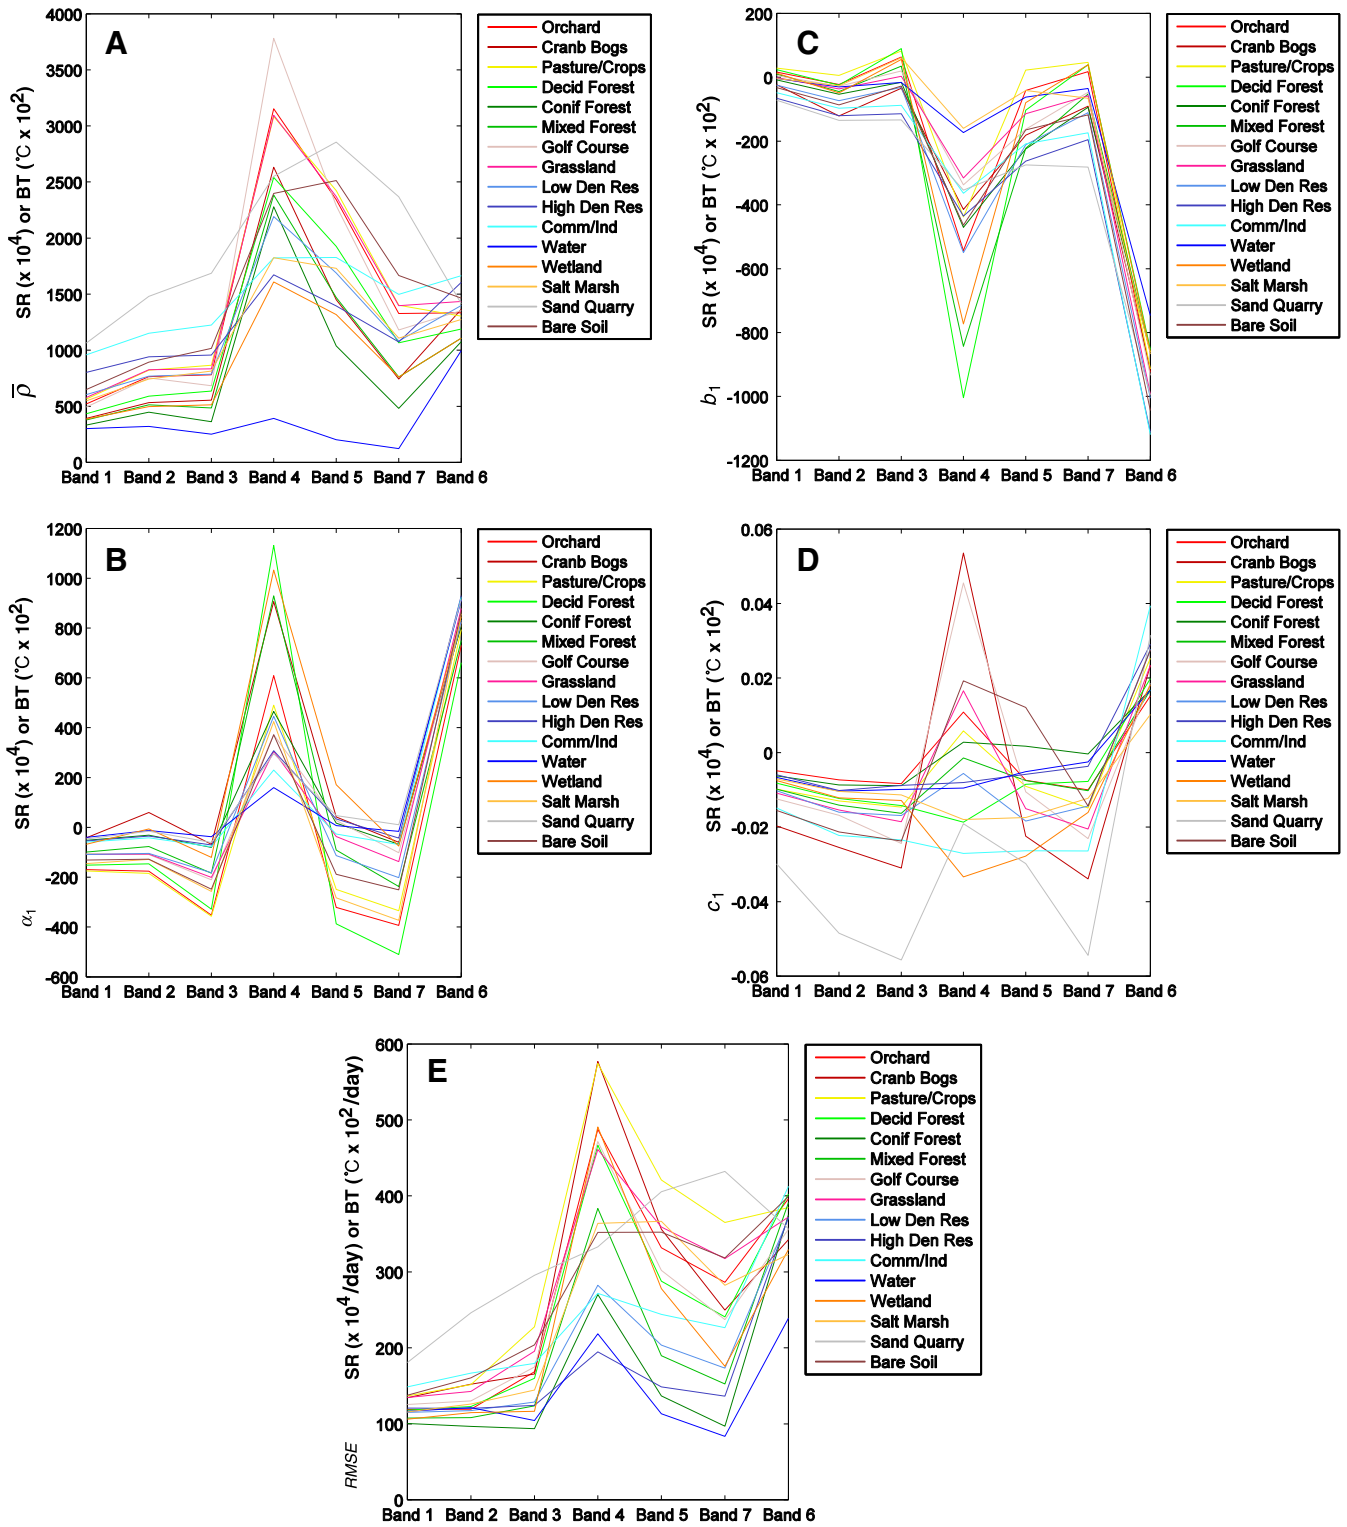 A
SR (x 10⁴) or BT (°C x 10²)
ρ̅
4000
3500
3000
2500
2000
1500
1000
500
0
Band 1 Band 2 Band 3 Band 4 Band 5 Band 7 Band 6
Orchard
Cranb Bogs
Pasture/Crops
Decid Forest
Conif Forest
Mixed Forest
Golf Course
Grassland
Low Den Res
High Den Res
Comm/Ind
Water
Wetland
Salt Marsh
Sand Quarry
Bare Soil
C
SR (x 10⁴) or BT (°C x 10²)
b₁
200
0
-200
-400
-600
-800
-1000
-1200
Band 1 Band 2 Band 3 Band 4 Band 5 Band 7 Band 6
Orchard
Cranb Bogs
Pasture/Crops
Decid Forest
Conif Forest
Mixed Forest
Golf Course
Grassland
Low Den Res
High Den Res
Comm/Ind
Water
Wetland
Salt Marsh
Sand Quarry
Bare Soil
B
SR (x 10⁴) or BT (°C x 10²)
α₁
1200
1000
800
600
400
200
0
-200
-400
-600
Band 1 Band 2 Band 3 Band 4 Band 5 Band 7 Band 6
Orchard
Cranb Bogs
Pasture/Crops
Decid Forest
Conif Forest
Mixed Forest
Golf Course
Grassland
Low Den Res
High Den Res
Comm/Ind
Water
Wetland
Salt Marsh
Sand Quarry
Bare Soil
D
SR (x 10⁴) or BT (°C x 10²)
c₁
0.06
0.04
0.02
0
-0.02
-0.04
-0.06
Band 1 Band 2 Band 3 Band 4 Band 5 Band 7 Band 6
Orchard
Cranb Bogs
Pasture/Crops
Decid Forest
Conif Forest
Mixed Forest
Golf Course
Grassland
Low Den Res
High Den Res
Comm/Ind
Water
Wetland
Salt Marsh
Sand Quarry
Bare Soil
E
SR (x 10⁴/day) or BT (°C x 10²/day)
RMSE
600
500
400
300
200
100
0
Band 1 Band 2 Band 3 Band 4 Band 5 Band 7 Band 6
Orchard
Cranb Bogs
Pasture/Crops
Decid Forest
Conif Forest
Mixed Forest
Golf Course
Grassland
Low Den Res
High Den Res
Comm/Ind
Water
Wetland
Salt Marsh
Sand Quarry
Bare Soil